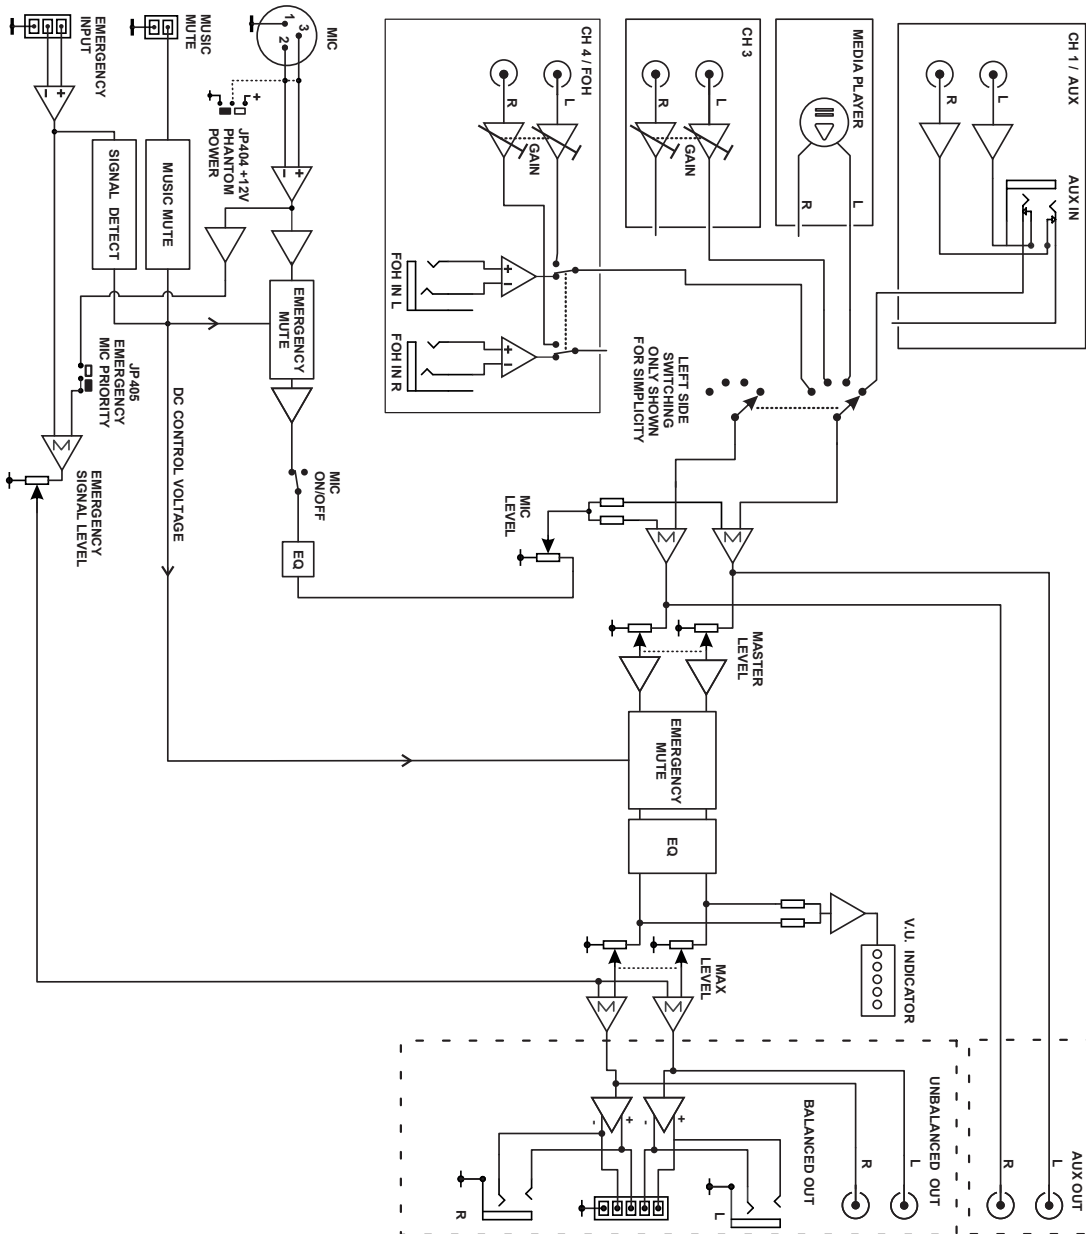 EMERGENCY
INPUT
MUSIC
MUTE
MIC
1
2
3
CH 4 / FOH
CH 3
MEDIA PLAYER
CH 1 / AUX
R
L
R
L
R
L
R
L
GAIN
GAIN
AUX IN
− +
+
JP404 +12V
PHANTOM
POWER
− +
SIGNAL DETECT
MUSIC MUTE
EMERGENCY
MUTE
FOH IN L
+
−
FOH IN R
+
−
LEFT SIDE
SWITCHING
ONLY SHOWN
FOR SIMPLICITY
JP405
EMERGENCY
MIC PRIORITY
DC CONTROL VOLTAGE
EMERGENCY
SIGNAL LEVEL
MIC
ON/OFF
EQ
MIC
LEVEL
MASTER
LEVEL
EMERGENCY
MUTE
EQ
MAX
LEVEL
V.U. INDICATOR
BALANCED OUT
UNBALANCED OUT
AUX OUT
- +
- +
R
L
R
L
R
L